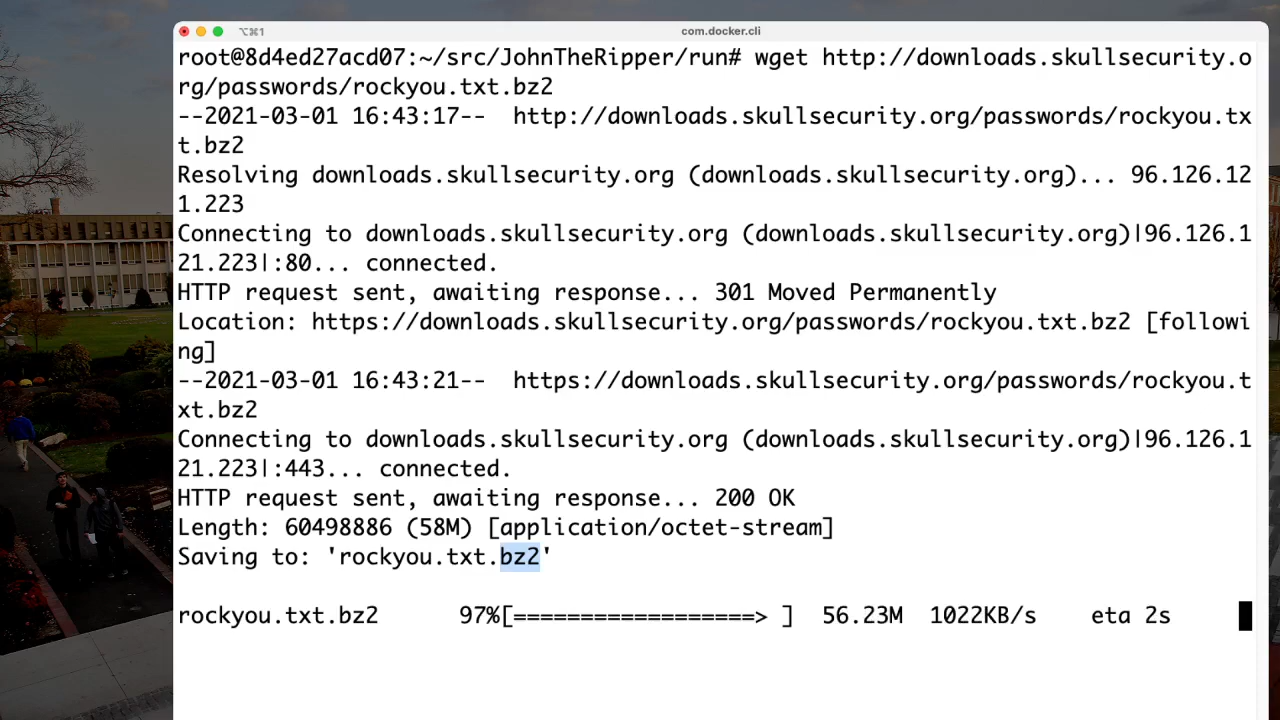 ⌥⌘1
com.docker.cli
root@8d4ed27acd07:~/src/JohnTheRipper/run# wget http://downloads.skullsecurity.o
rg/passwords/rockyou.txt.bz2
--2021-03-01 16:43:17--  http://downloads.skullsecurity.org/passwords/rockyou.tx
t.bz2
Resolving downloads.skullsecurity.org (downloads.skullsecurity.org)... 96.126.12
1.223
Connecting to downloads.skullsecurity.org (downloads.skullsecurity.org)|96.126.1
21.223|:80... connected.
HTTP request sent, awaiting response... 301 Moved Permanently
Location: https://downloads.skullsecurity.org/passwords/rockyou.txt.bz2 [followi
ng]
--2021-03-01 16:43:21--  https://downloads.skullsecurity.org/passwords/rockyou.t
xt.bz2
Connecting to downloads.skullsecurity.org (downloads.skullsecurity.org)|96.126.1
21.223|:443... connected.
HTTP request sent, awaiting response... 200 OK
Length: 60498886 (58M) [application/octet-stream]
Saving to: 'rockyou.txt.bz2'
rockyou.txt.bz2      97%[==================> ]  56.23M  1022KB/s    eta 2s